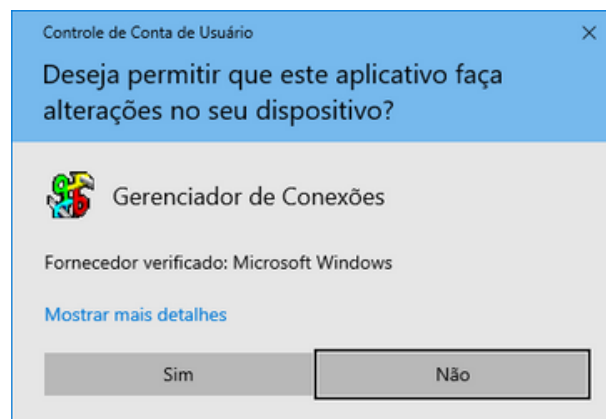 Controle de Conta de Usuário
Deseja permitir que este aplicativo faça
alterações no seu dispositivo?
Gerenciador de Conexões
Fornecedor verificado: Microsoft Windows
Mostrar mais detalhes
Sim
Não